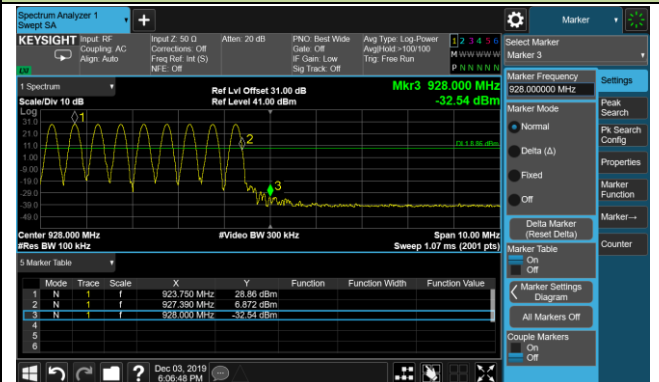 Spectrum Analyzer 1
Swept SA
Marker
KEYSIGHT Input: RF Input Z: 50 Ω Atten: 20 dB PNO: Best Wide Avg Type: Log-Power 1 2 3 4 5 6
Coupling: AC Corrections: Off Gate: Off Avg|Hold:>100/100 M W W W W W
Align: Auto Freq Ref: Int (S) IF Gain: Low Trig: Free Run
NFE: Off Sig Track: Off P N N N N N
Select Marker
Marker 3
1 Spectrum Ref Lvl Offset 31.00 dB Mkr3 928.000 MHz
Scale/Div 10 dB Ref Level 41.00 dBm -32.54 dBm
Log
31.0
21.0
11.0
1.00
-9.00
-19.0
-29.0
-39.0
-49.0
1
2
3
DL1 8.86 dBm
Center 928.000 MHz #Video BW 300 kHz Span 10.00 MHz
#Res BW 100 kHz Sweep 1.07 ms (2001 pts)
5 Marker Table
Mode Trace Scale X Y Function Function Width Function Value
1 N 1 f 923.750 MHz 28.86 dBm
2 N 1 f 927.390 MHz 6.872 dBm
3 N 1 f 928.000 MHz -32.54 dBm
4
5
6
Dec 03, 2019
6:06:48 PM
Marker Frequency
928.000000 MHz
Marker Mode
Normal
Delta (Δ)
Fixed
Off
Delta Marker
(Reset Delta)
Marker Table
On
Off
Marker Settings
Diagram
All Markers Off
Couple Markers
On
Off
Settings
Peak
Search
Pk Search
Config
Properties
Marker
Function
Marker→
Counter